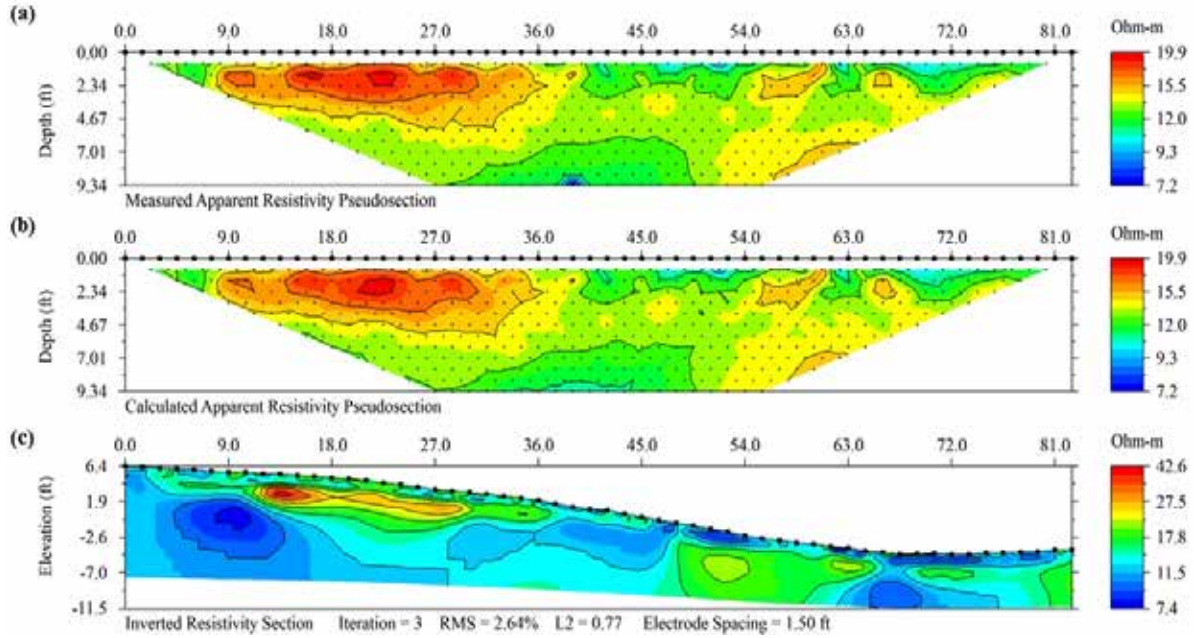 (a)
0.0 9.0 18.0 27.0 36.0 45.0 54.0 63.0 72.0 81.0
Ohm-m
0.00
2.34
4.67
7.01
9.34
Depth (ft)
19.9
15.5
12.0
9.3
7.2
Measured Apparent Resistivity Pseudosection
(b)
0.0 9.0 18.0 27.0 36.0 45.0 54.0 63.0 72.0 81.0
Ohm-m
0.00
2.34
4.67
7.01
9.34
Depth (ft)
19.9
15.5
12.0
9.3
7.2
Calculated Apparent Resistivity Pseudosection
(c)
0.0 9.0 18.0 27.0 36.0 45.0 54.0 63.0 72.0 81.0
Ohm-m
6.4
1.9
-2.6
-7.0
-11.5
Elevation (ft)
42.6
27.5
17.8
11.5
7.4
Inverted Resistivity Section Iteration = 3 RMS = 2.64% L2 = 0.77 Electrode Spacing = 1.50 ft